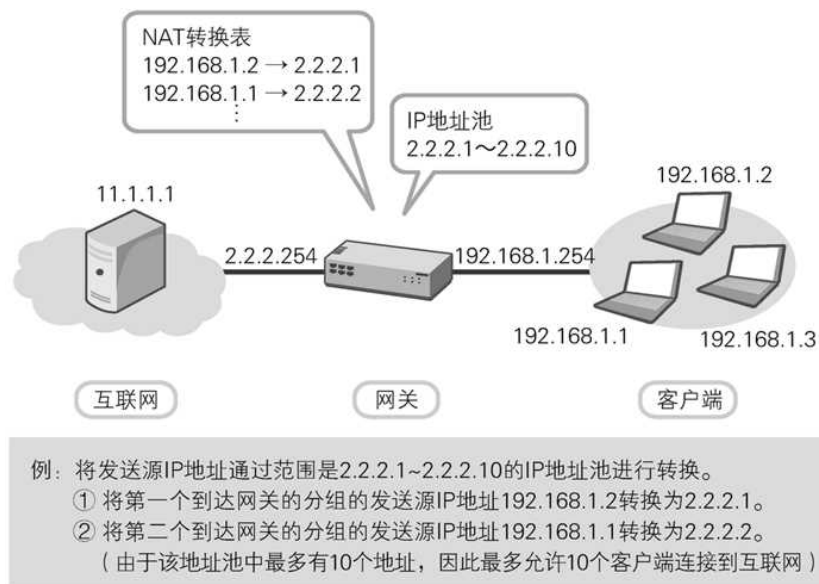 NAT转换表
192.168.1.2 → 2.2.2.1
192.168.1.1 → 2.2.2.2
⋮
IP地址池
2.2.2.1～2.2.2.10
11.1.1.1
192.168.1.2
2.2.2.254
192.168.1.254
192.168.1.1
192.168.1.3
互联网
网关
客户端
例：将发送源IP地址通过范围是2.2.2.1~2.2.2.10的IP地址池进行转换。
① 将第一个到达网关的分组的发送源IP地址192.168.1.2转换为2.2.2.1。
② 将第二个到达网关的分组的发送源IP地址192.168.1.1转换为2.2.2.2。
（由于该地址池中最多有10个地址，因此最多允许10个客户端连接到互联网）